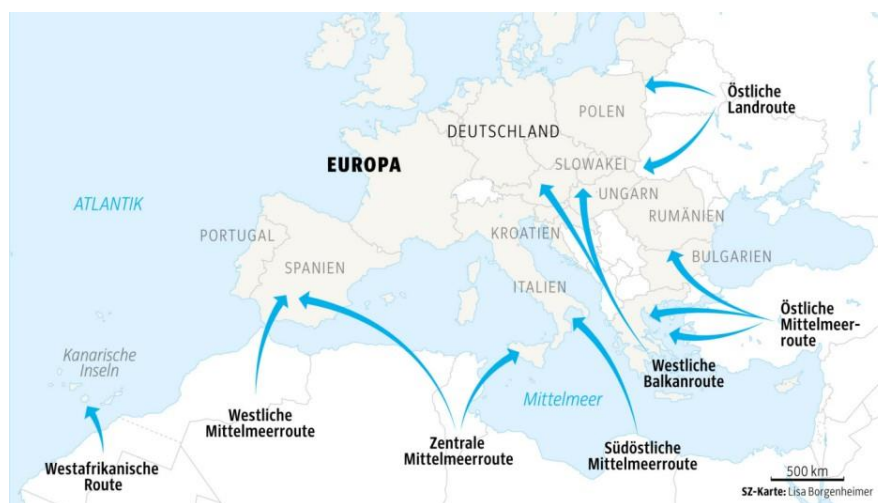 Östliche
Landroute
POLEN
DEUTSCHLAND
EUROPA
SLOWAKEI
UNGARN
ATLANTIK
RUMÄNIEN
PORTUGAL
KROATIEN
BULGARIEN
SPANIEN
ITALIEN
Östliche
Mittelmeer-
route
Kanarische
Inseln
Westliche
Balkanroute
Mittelmeer
Westliche
Mittelmeerroute
Zentrale
Mittelmeerroute
Südöstliche
Mittelmeerroute
Westafrikanische
Route
500 km
SZ-Karte: Lisa Borgenheimer